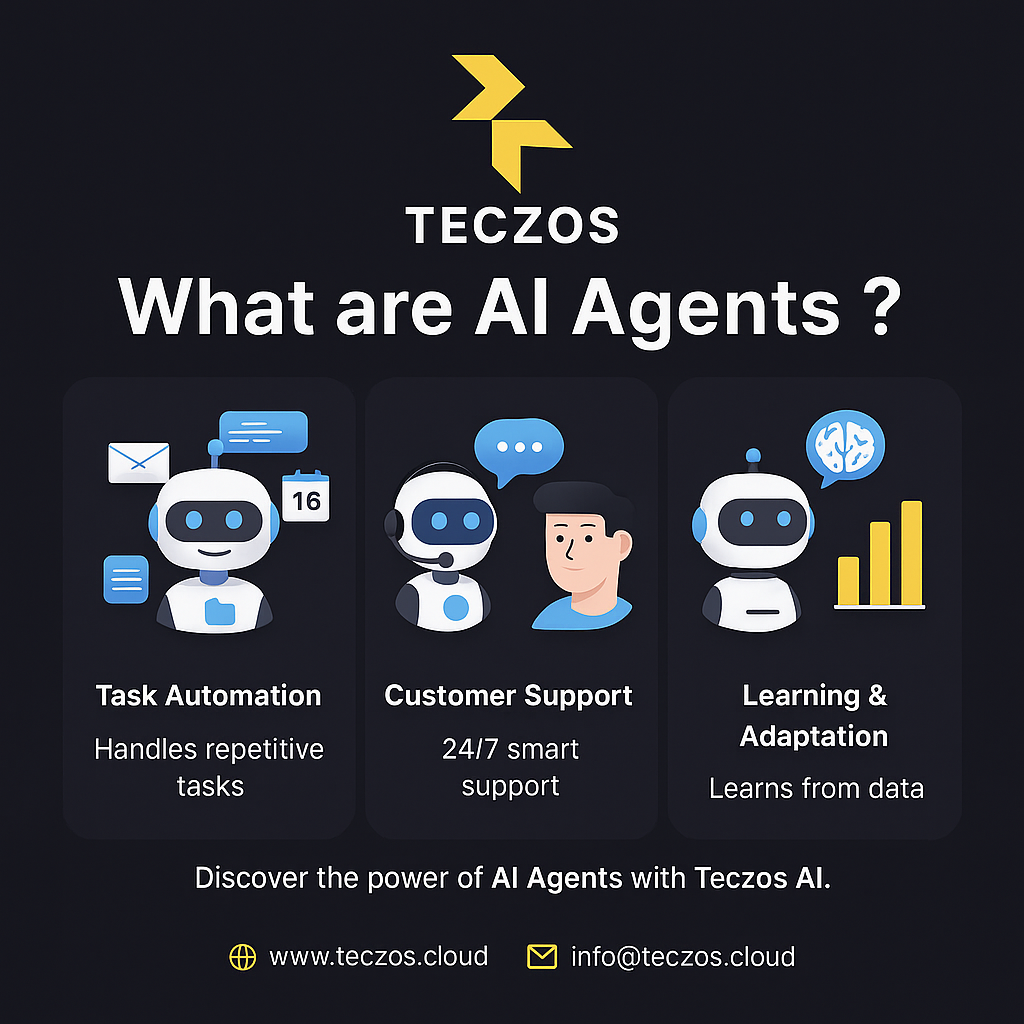 TECZOS
What are AI Agents ?
16
Task Automation
Handles repetitive
tasks
Customer Support
24/7 smart
support
Learning &
Adaptation
Learns from data
Discover the power of AI Agents with Teczos AI.
www.teczos.cloud
info@teczos.cloud